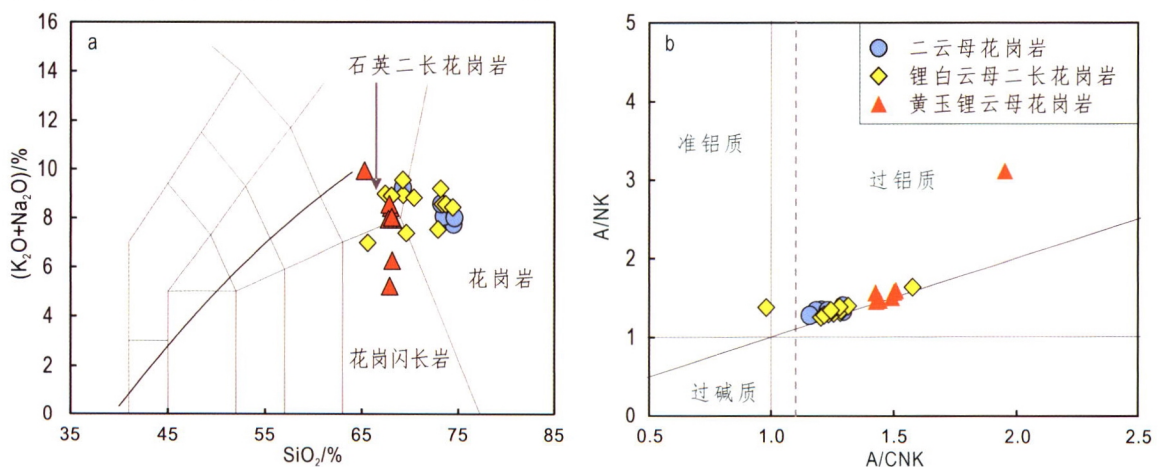 a
16
14
12
10
8
6
4
2
0
(K₂O+Na₂O)/%
石英二长花岗岩
花岗岩
花岗闪长岩
35
45
55
65
75
85
SiO₂/%
b
5
4
3
2
1
0
A/NK
二云母花岗岩
锂白云母二长花岗岩
黄玉锂云母花岗岩
准铝质
过铝质
过碱质
0.5
1.0
1.5
2.0
2.5
A/CNK